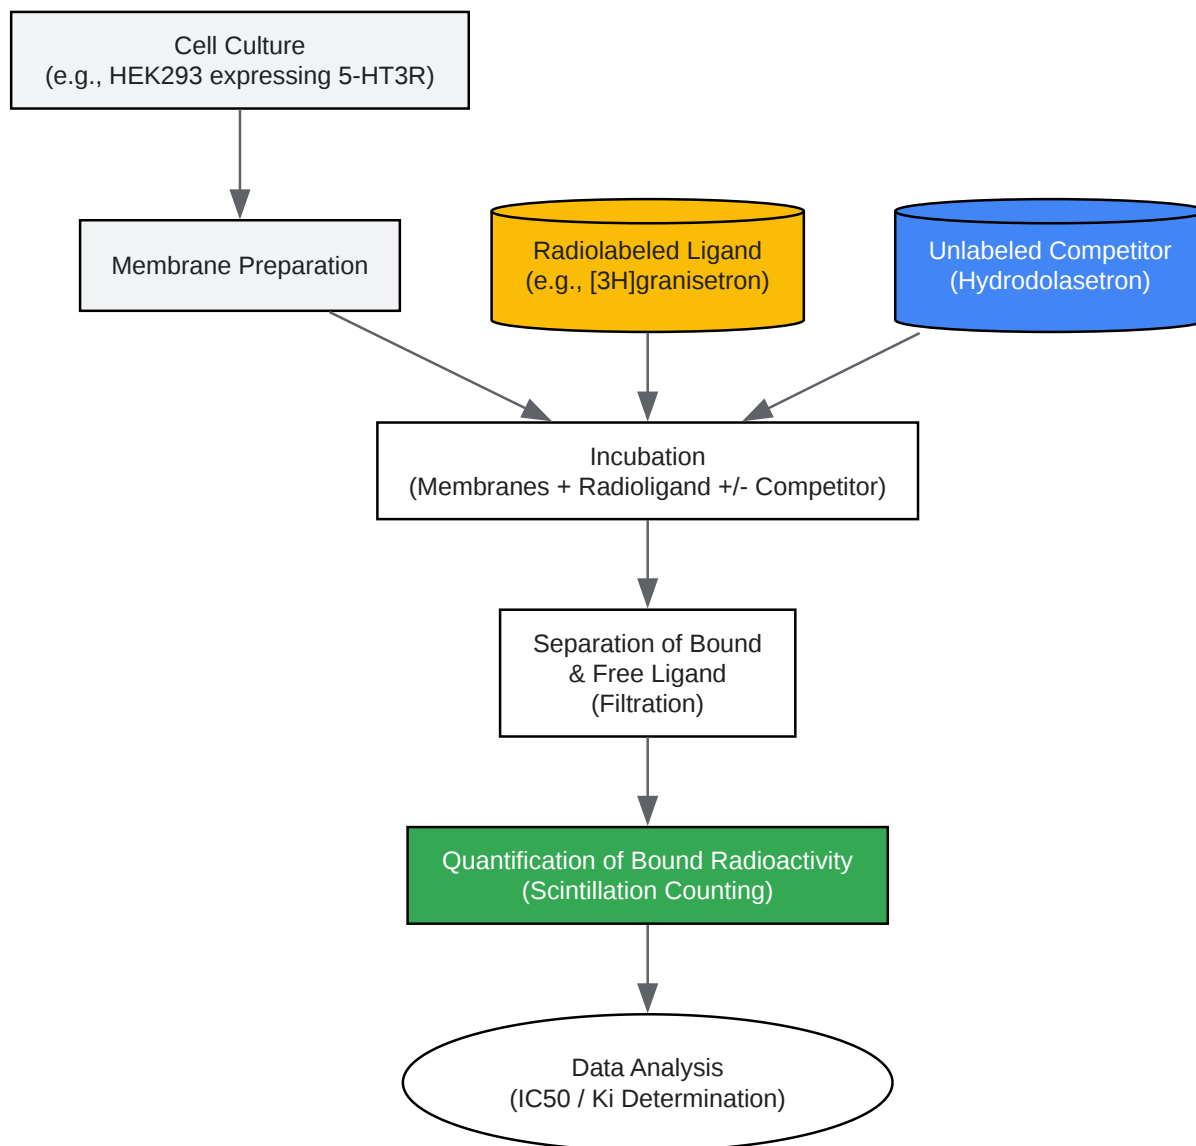 Cell Culture
(e.g., HEK293 expressing 5-HT3R)
Membrane Preparation
Radiolabeled Ligand
(e.g., [3H]granisetron)
Unlabeled Competitor
(Hydrodolasetron)
Incubation
(Membranes + Radioligand +/- Competitor)
Separation of Bound
& Free Ligand
(Filtration)
Quantification of Bound Radioactivity
(Scintillation Counting)
Data Analysis
(IC50 / Ki Determination)